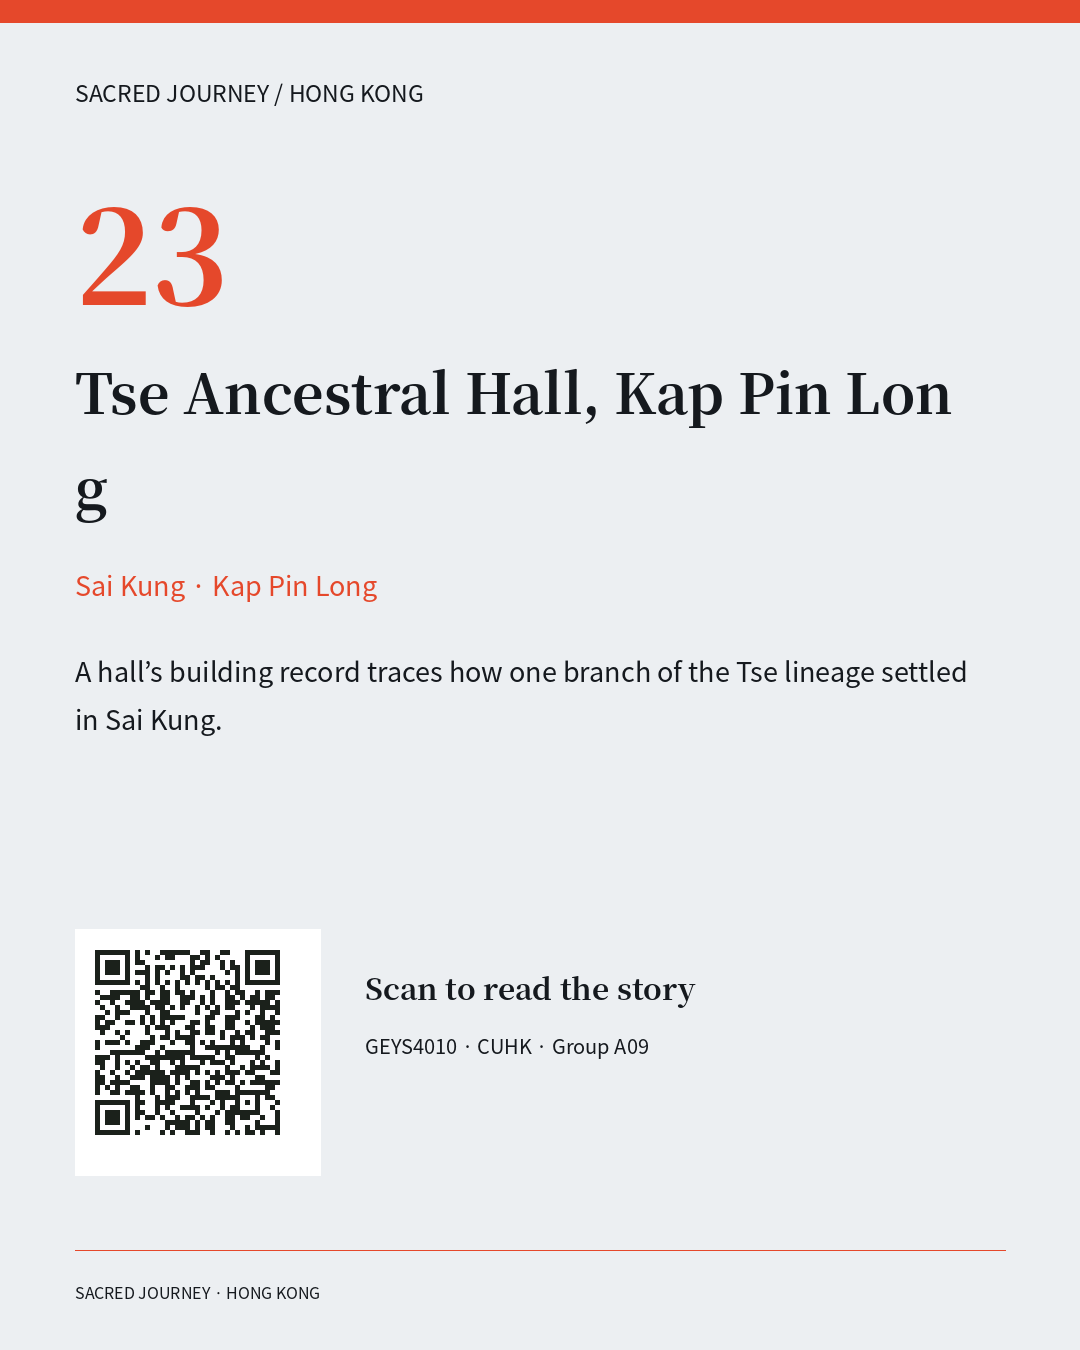 SACRED JOURNEY / HONG KONG
23
Tse Ancestral Hall, Kap Pin Lon
g
Sai Kung · Kap Pin Long
A hall’s building record traces how one branch of the Tse lineage settled
in Sai Kung.
Scan to read the story
GEYS4010 · CUHK · Group A09
SACRED JOURNEY · HONG KONG